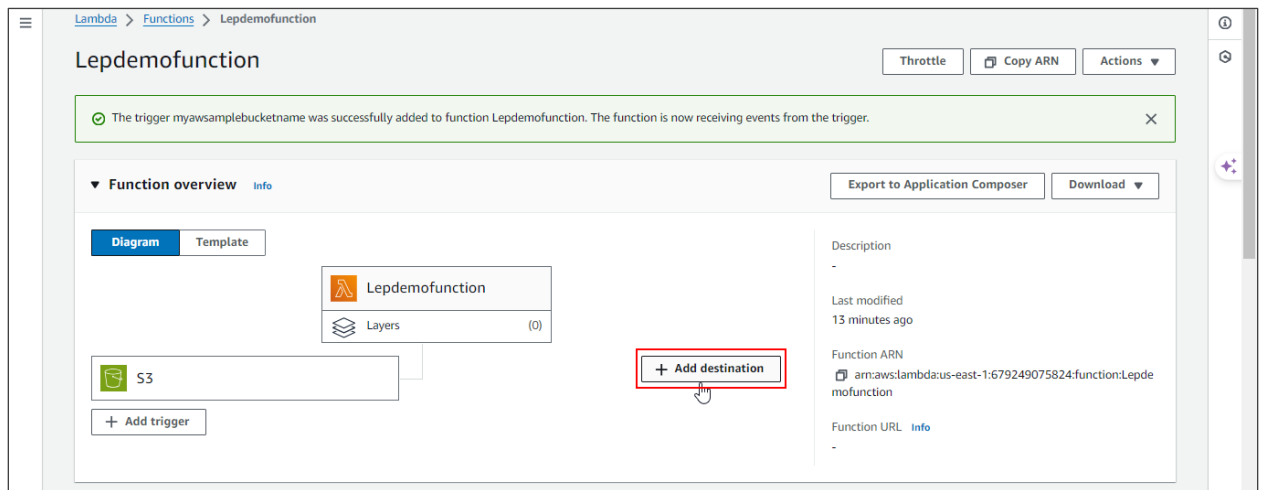 Lambda > Functions > Lepdemofunction
Lepdemofunction
Throttle
Copy ARN
Actions
The trigger myawsamplebucketname was successfully added to function Lepdemofunction. The function is now receiving events from the trigger.
Function overview Info
Export to Application Composer
Download
Diagram
Template
Lepdemofunction
Layers (0)
S3
+ Add trigger
+ Add destination
Description
-
Last modified
13 minutes ago
Function ARN
arn:aws:lambda:us-east-1:679249075824:function:Lepde
mofunction
Function URL Info
-